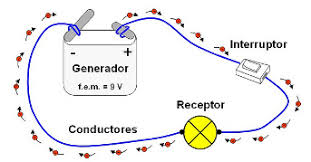 - +
Generador
f.e.m. = 9 V
Interruptor
Receptor
Conductores